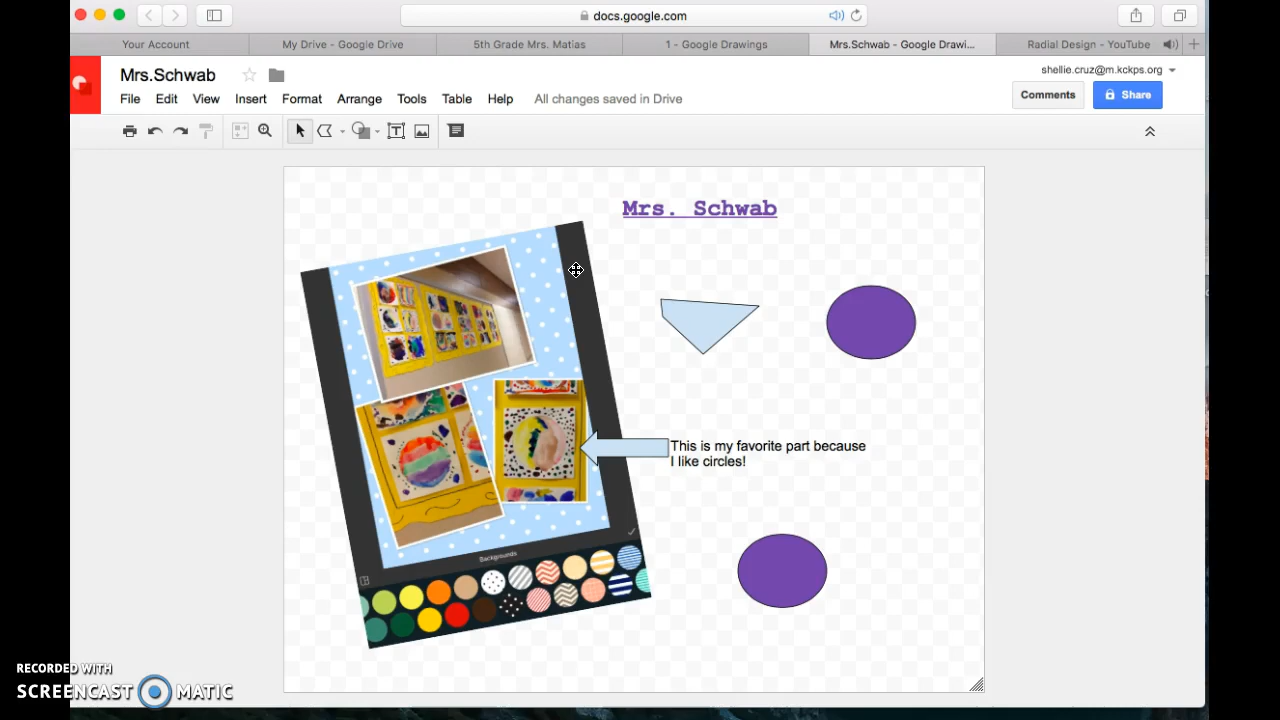 docs.google.com
Your Account
My Drive - Google Drive
5th Grade Mrs. Matias
1 - Google Drawings
Mrs.Schwab - Google Drawi...
Radial Design - YouTube
Mrs.Schwab
shellie.cruz@m.kckps.org
File Edit View Insert Format Arrange Tools Table Help All changes saved in Drive
Comments
Share
Mrs. Schwab
This is my favorite part because
I like circles!
Backgrounds
RECORDED WITH
SCREENCAST MATIC